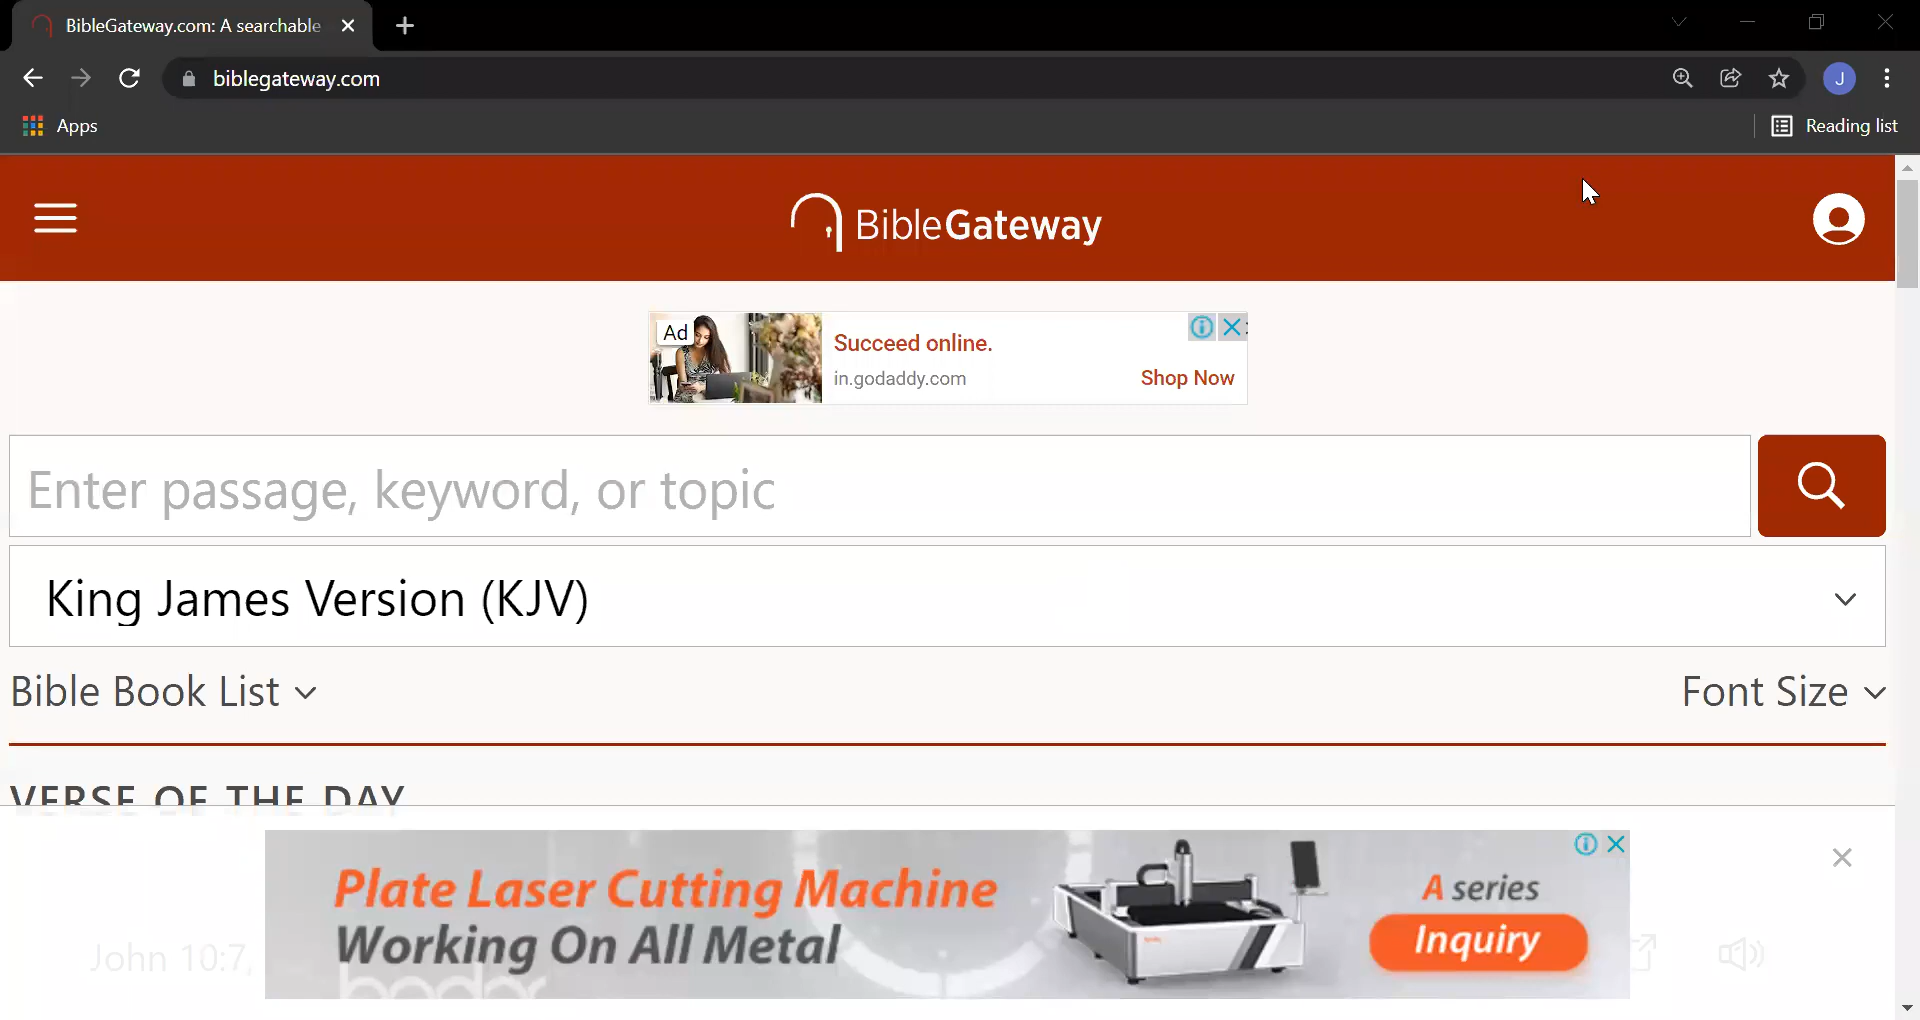 BibleGateway.com: A searchable
biblegateway.com
J
Apps
Reading list
BibleGateway
Ad
Succeed online.
in.godaddy.com
Shop Now
Enter passage, keyword, or topic
King James Version (KJV)
Bible Book List
Font Size
VERSE OF THE DAY
Plate Laser Cutting Machine
Working On All Metal
A series
Inquiry
John 10:7,
bodor